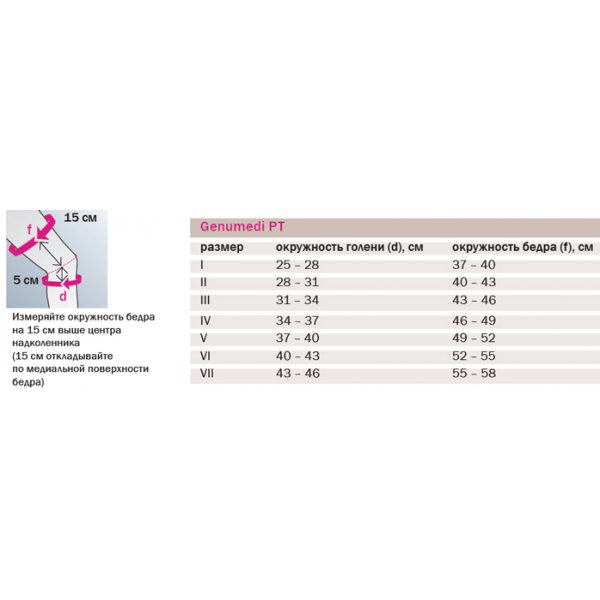 15 см
f
5 см
d
Измеряйте окружность бедра
на 15 см выше центра
надколенника
(15 см откладывайте
по медиальной поверхности
бедра)
Genumedi PT
размер окружность голени (d), см окружность бедра (f), см
I 25 – 28 37 – 40
II 28 – 31 40 – 43
III 31 – 34 43 – 46
IV 34 – 37 46 – 49
V 37 – 40 49 – 52
VI 40 – 43 52 – 55
VII 43 – 46 55 – 58